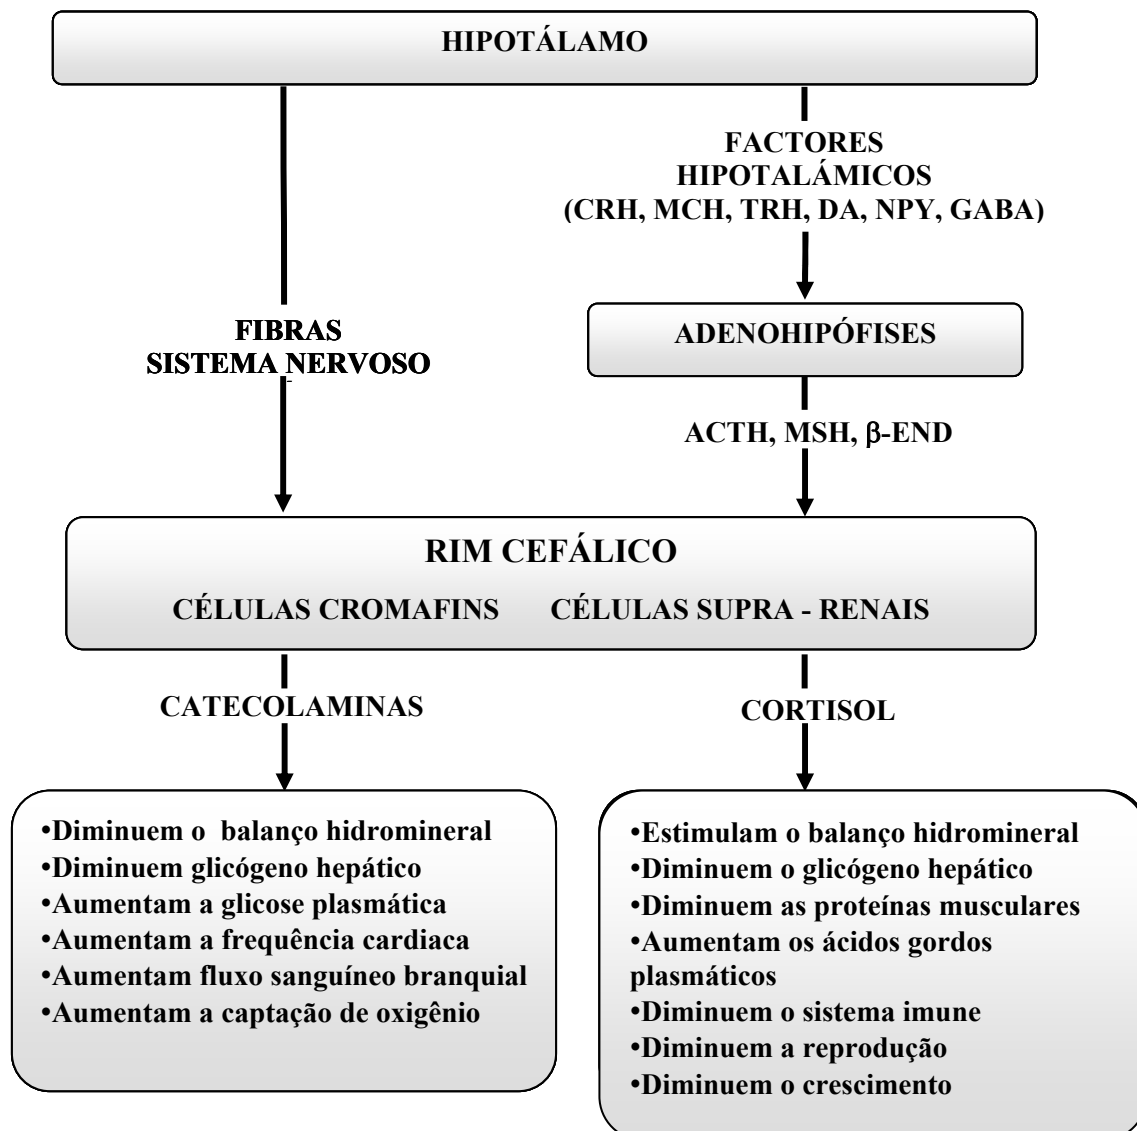 HIPOTÁLAMO
FACTORES
HIPOTALÁMICOS
(CRH, MCH, TRH, DA, NPY, GABA)
FIBRAS
SISTEMA NERVOSO
ADENOHIPÓFISES
ACTH, MSH, β-END
RIM CEFÁLICO
CÉLULAS CROMAFINS CÉLULAS SUPRA - RENAIS
CATECOLAMINAS
CORTISOL
•Diminuem o balanço hidromineral
•Diminuem glicógeno hepático
•Aumentam a glicose plasmática
•Aumentam a frequência cardiaca
•Aumentam fluxo sanguíneo branquial
•Aumentam a captação de oxigênio
•Estimulam o balanço hidromineral
•Diminuem o glicógeno hepático
•Diminuem as proteínas musculares
•Aumentam os ácidos gordos
plasmáticos
•Diminuem o sistema imune
•Diminuem a reprodução
•Diminuem o crescimento